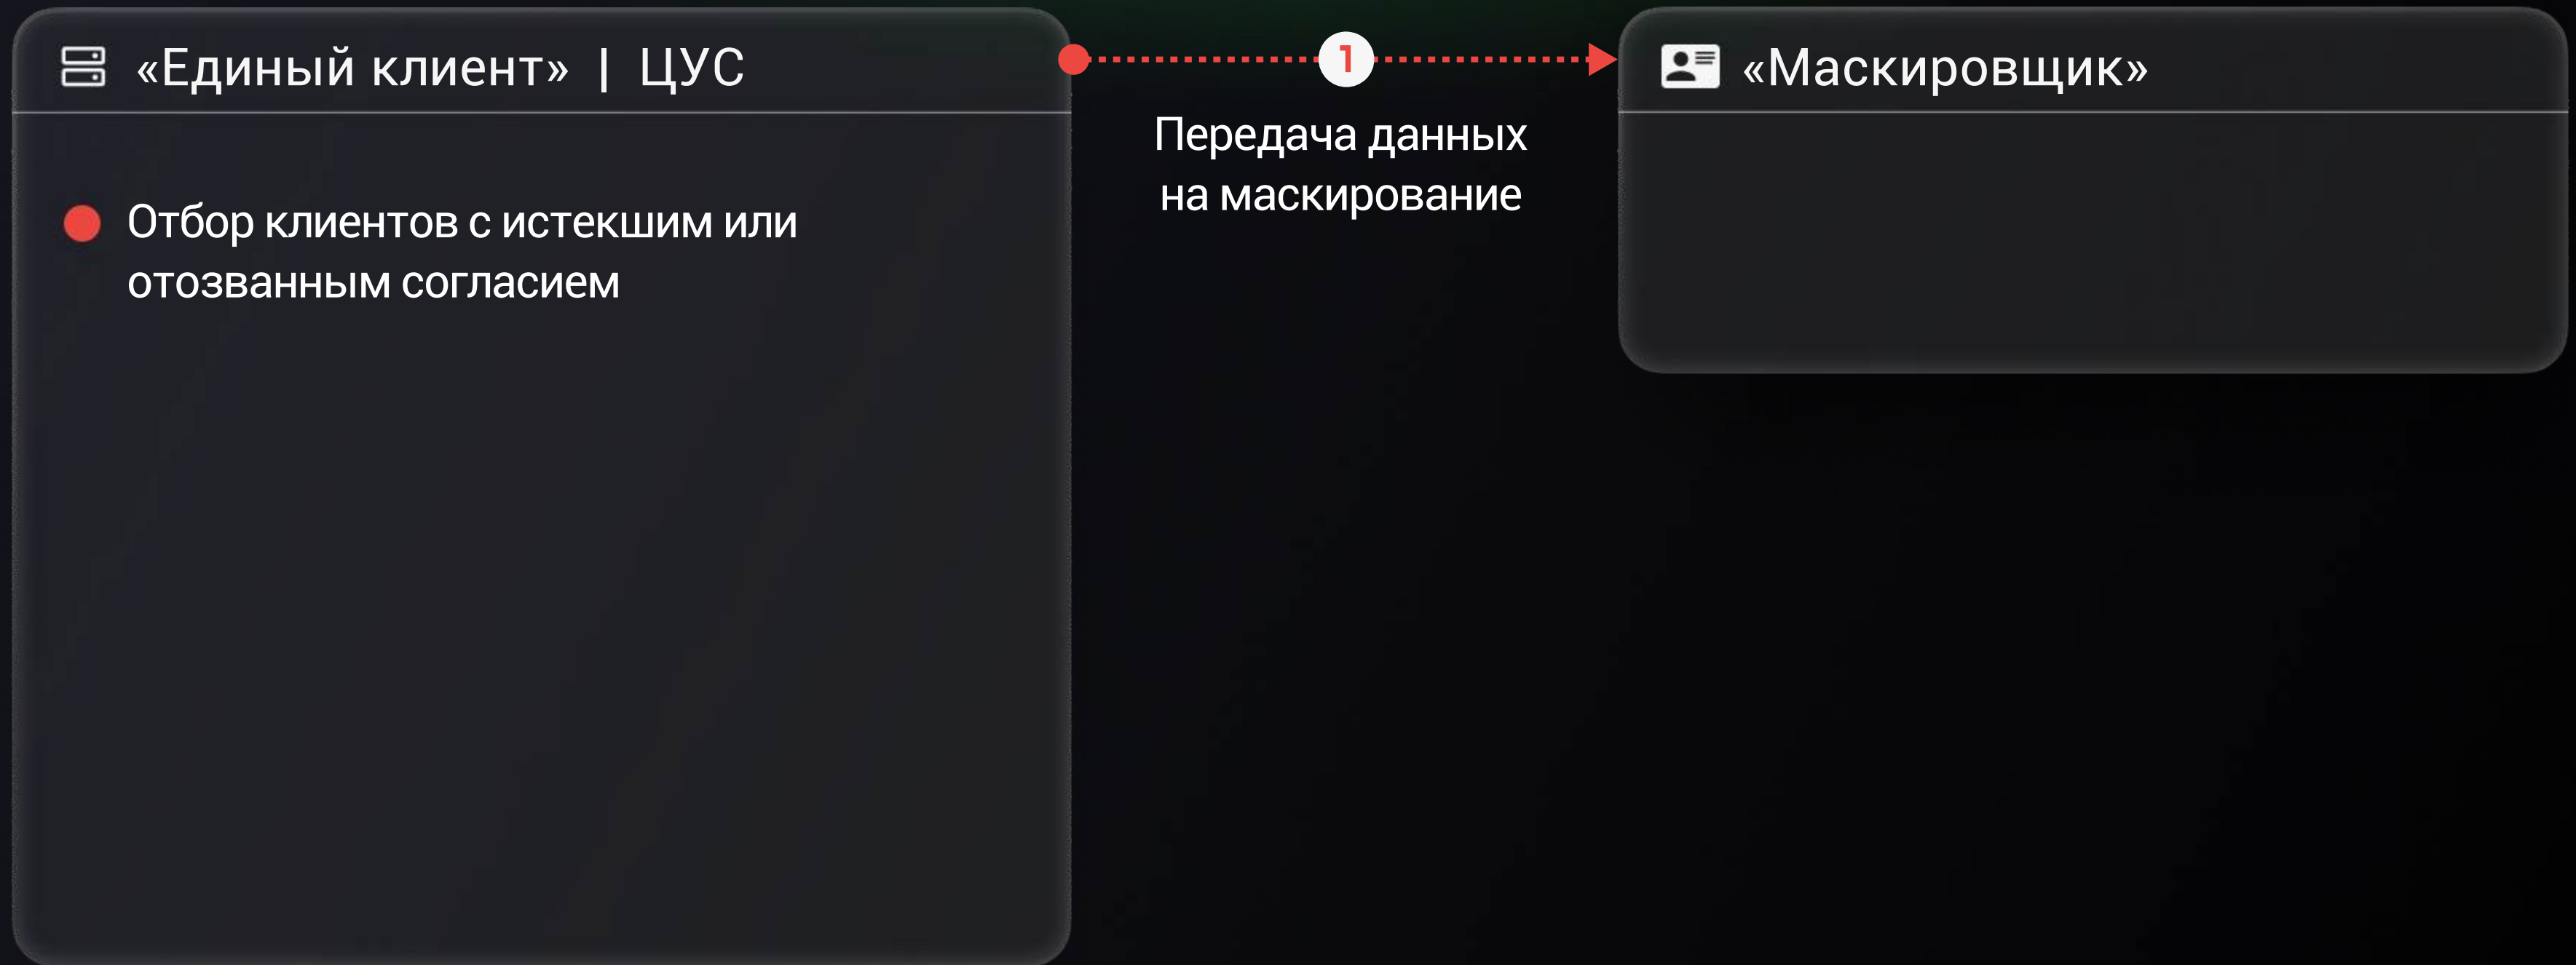 «Единый клиент» | ЦУС
Отбор клиентов с истекшим или
отозванным согласием
1
Передача данных
на маскирование
«Маскировщик»